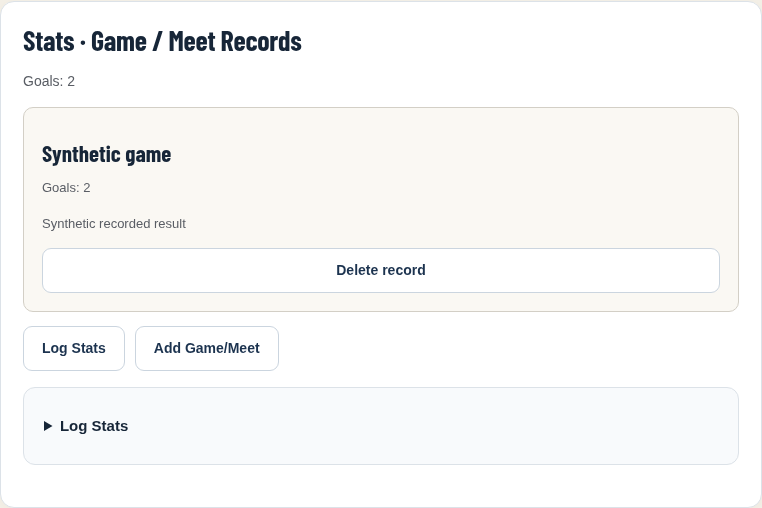 Stats · Game / Meet Records
Goals: 2
Synthetic game
Goals: 2
Synthetic recorded result
Delete record
Log Stats
Add Game/Meet
Log Stats